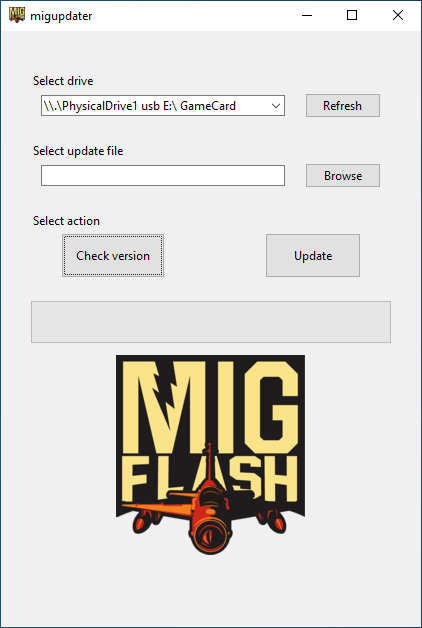 migupdater
Select drive
\\.\PhysicalDrive1 usb E:\ GameCard
Refresh
Select update file
Browse
Select action
Check version
Update
MIG
FLASH